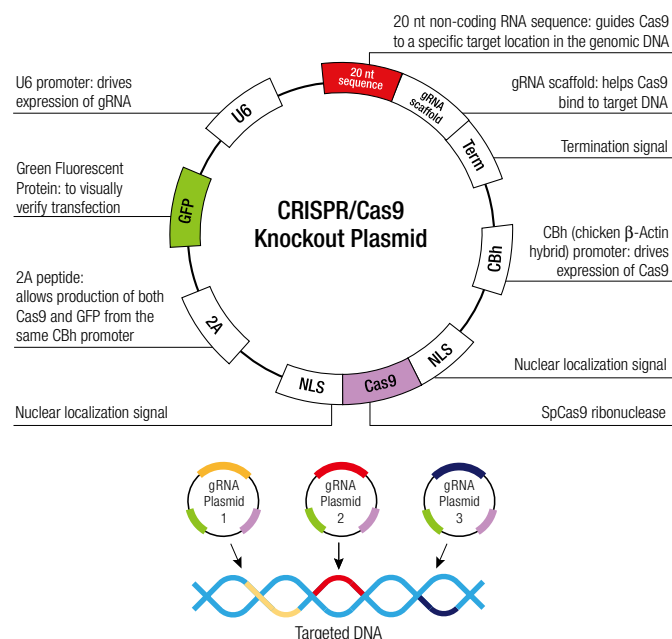 20 nt non-coding RNA sequence: guides Cas9
to a specific target location in the genomic DNA
U6 promoter: drives
expression of gRNA
gRNA scaffold: helps Cas9
bind to target DNA
Termination signal
Green Fluorescent
Protein: to visually
verify transfection
CBh (chicken β-Actin
hybrid) promoter: drives
expression of Cas9
2A peptide:
allows production of both
Cas9 and GFP from the
same CBh promoter
Nuclear localization signal
Nuclear localization signal
SpCas9 ribonuclease
20 nt
sequence
gRNA
scaffold
Term
CBh
NLS
Cas9
NLS
2A
GFP
U6
CRISPR/Cas9
Knockout Plasmid
gRNA
Plasmid
1
gRNA
Plasmid
2
gRNA
Plasmid
3
Targeted DNA